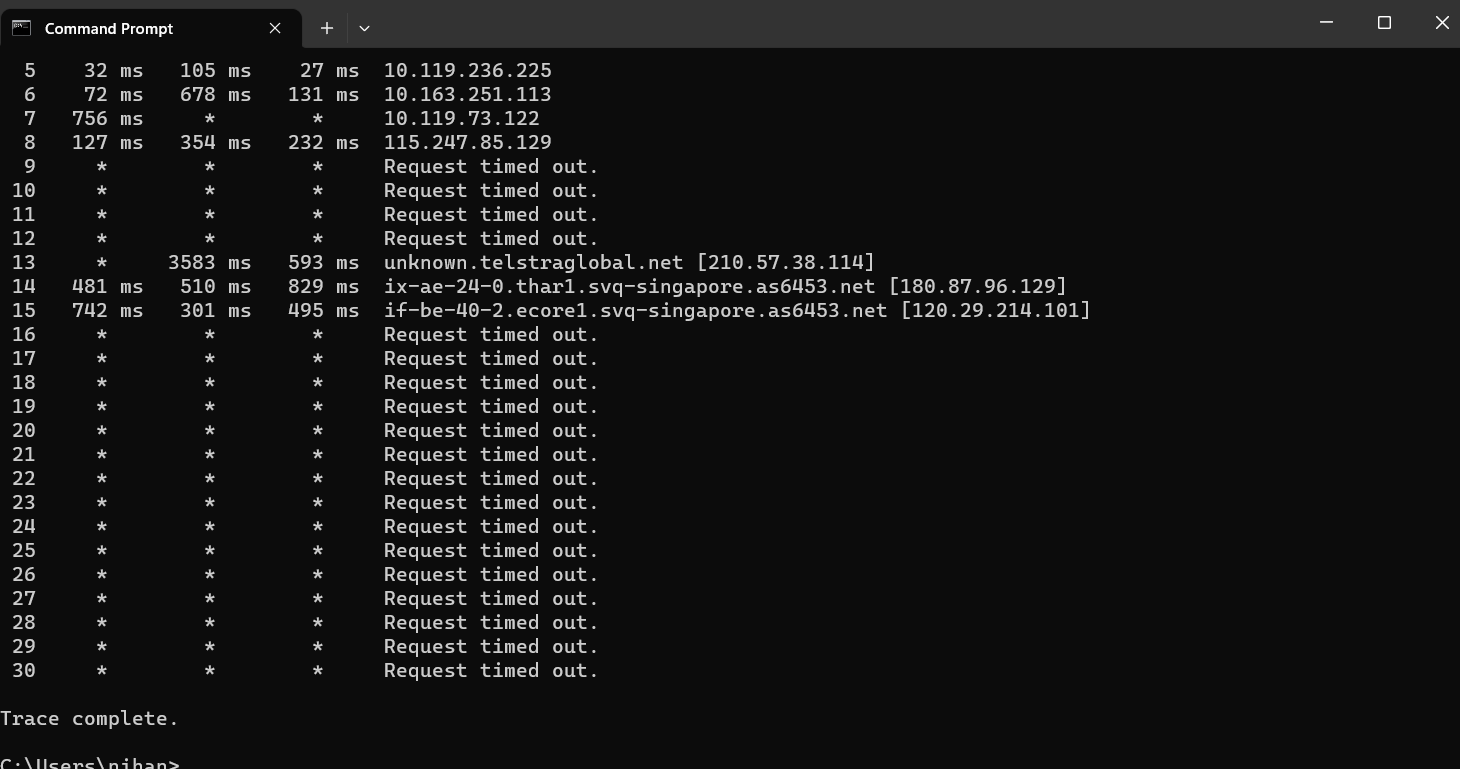 Command Prompt
5 32 ms 105 ms 27 ms 10.119.236.225
6 72 ms 678 ms 131 ms 10.163.251.113
7 756 ms * * 10.119.73.122
8 127 ms 354 ms 232 ms 115.247.85.129
9 * * * Request timed out.
10 * * * Request timed out.
11 * * * Request timed out.
12 * * * Request timed out.
13 * 3583 ms 593 ms unknown.telstraglobal.net [210.57.38.114]
14 481 ms 510 ms 829 ms ix-ae-24-0.thar1.svq-singapore.as6453.net [180.87.96.129]
15 742 ms 301 ms 495 ms if-be-40-2.ecore1.svq-singapore.as6453.net [120.29.214.101]
16 * * * Request timed out.
17 * * * Request timed out.
18 * * * Request timed out.
19 * * * Request timed out.
20 * * * Request timed out.
21 * * * Request timed out.
22 * * * Request timed out.
23 * * * Request timed out.
24 * * * Request timed out.
25 * * * Request timed out.
26 * * * Request timed out.
27 * * * Request timed out.
28 * * * Request timed out.
29 * * * Request timed out.
30 * * * Request timed out.
Trace complete.
C:\Users\nihan>